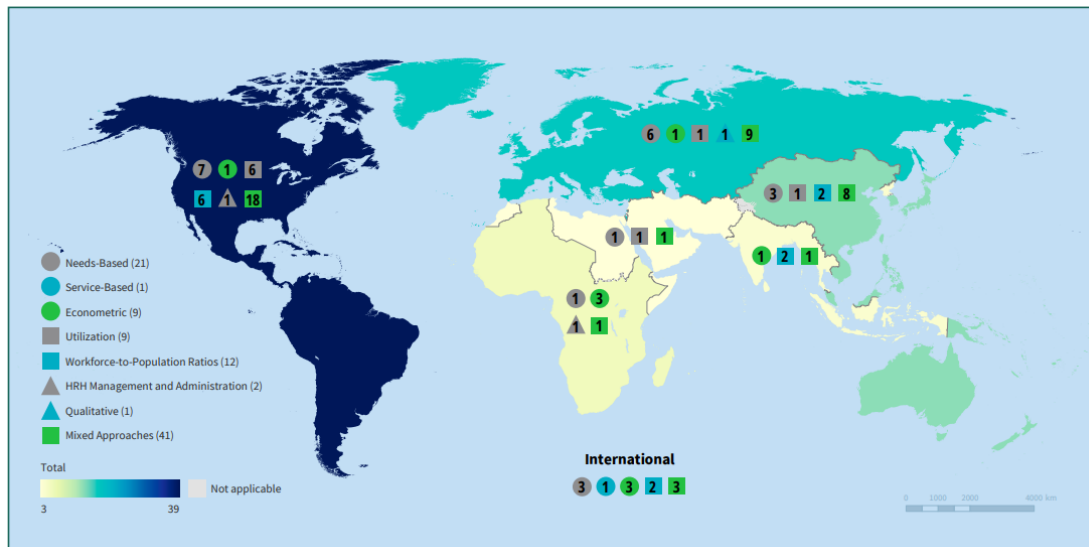 6 1 1 1 9
7 1 6
6 1 18
3 1 2 8
1 1 1
1 2 1
1 3
1 1
Needs-Based (21)
Service-Based (1)
Econometric (9)
Utilization (9)
Workforce-to-Population Ratios (12)
HRH Management and Administration (2)
Qualitative (1)
Mixed Approaches (41)
Total
3 39
Not applicable
International
3 1 3 2 3
0 1000 2000 4000 km